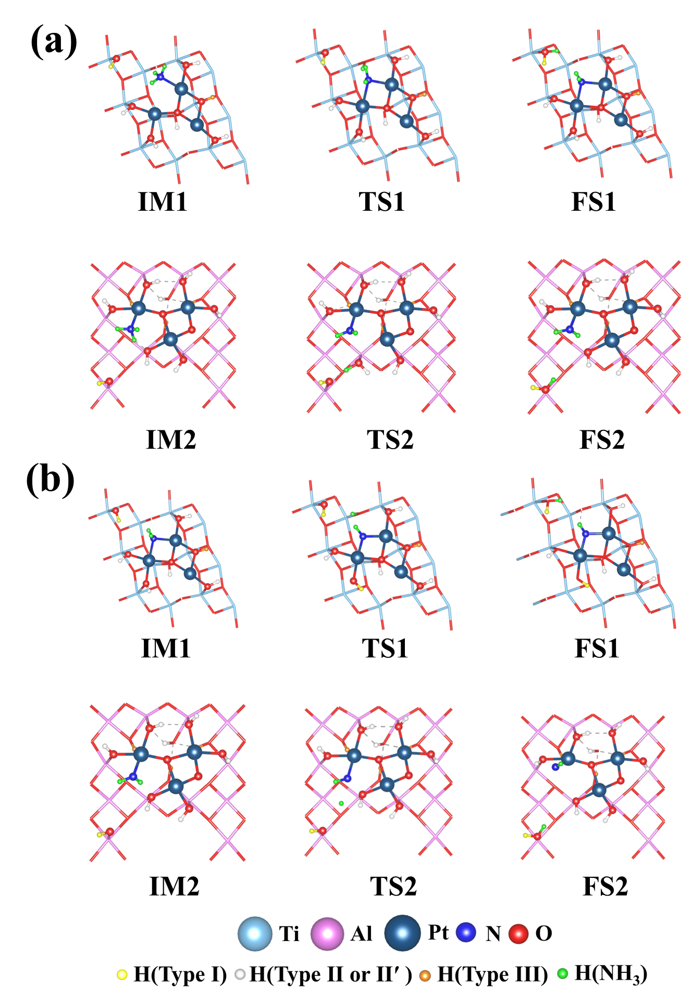 (a)
IM1 TS1 FS1
IM2 TS2 FS2
(b)
IM1 TS1 FS1
IM2 TS2 FS2
Ti Al Pt N O
H(Type I) H(Type II or II′ ) H(Type III) H(NH₃)